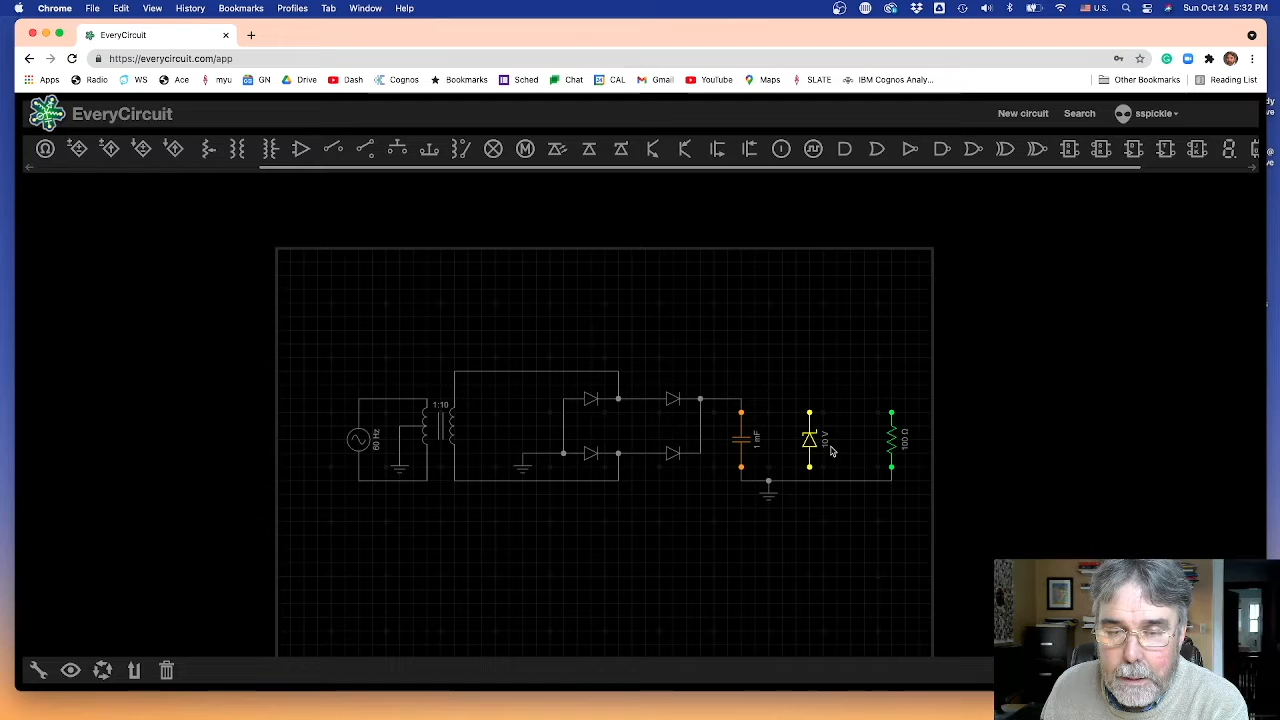 Chrome File Edit View History Bookmarks Profiles Tab Window Help US Sun Oct 24 5:32 PM
EveryCircuit
https://everycircuit.com/app
Apps Radio WS Ace myu GN Drive Dash Cognos Bookmarks Sched Chat CAL Gmail YouTube Maps SLATE IBM Cognos Analy... Other Bookmarks Reading List
EveryCircuit New circuit Search sspickle
1:10
60 Hz
1 mF
10 V
100 Ω